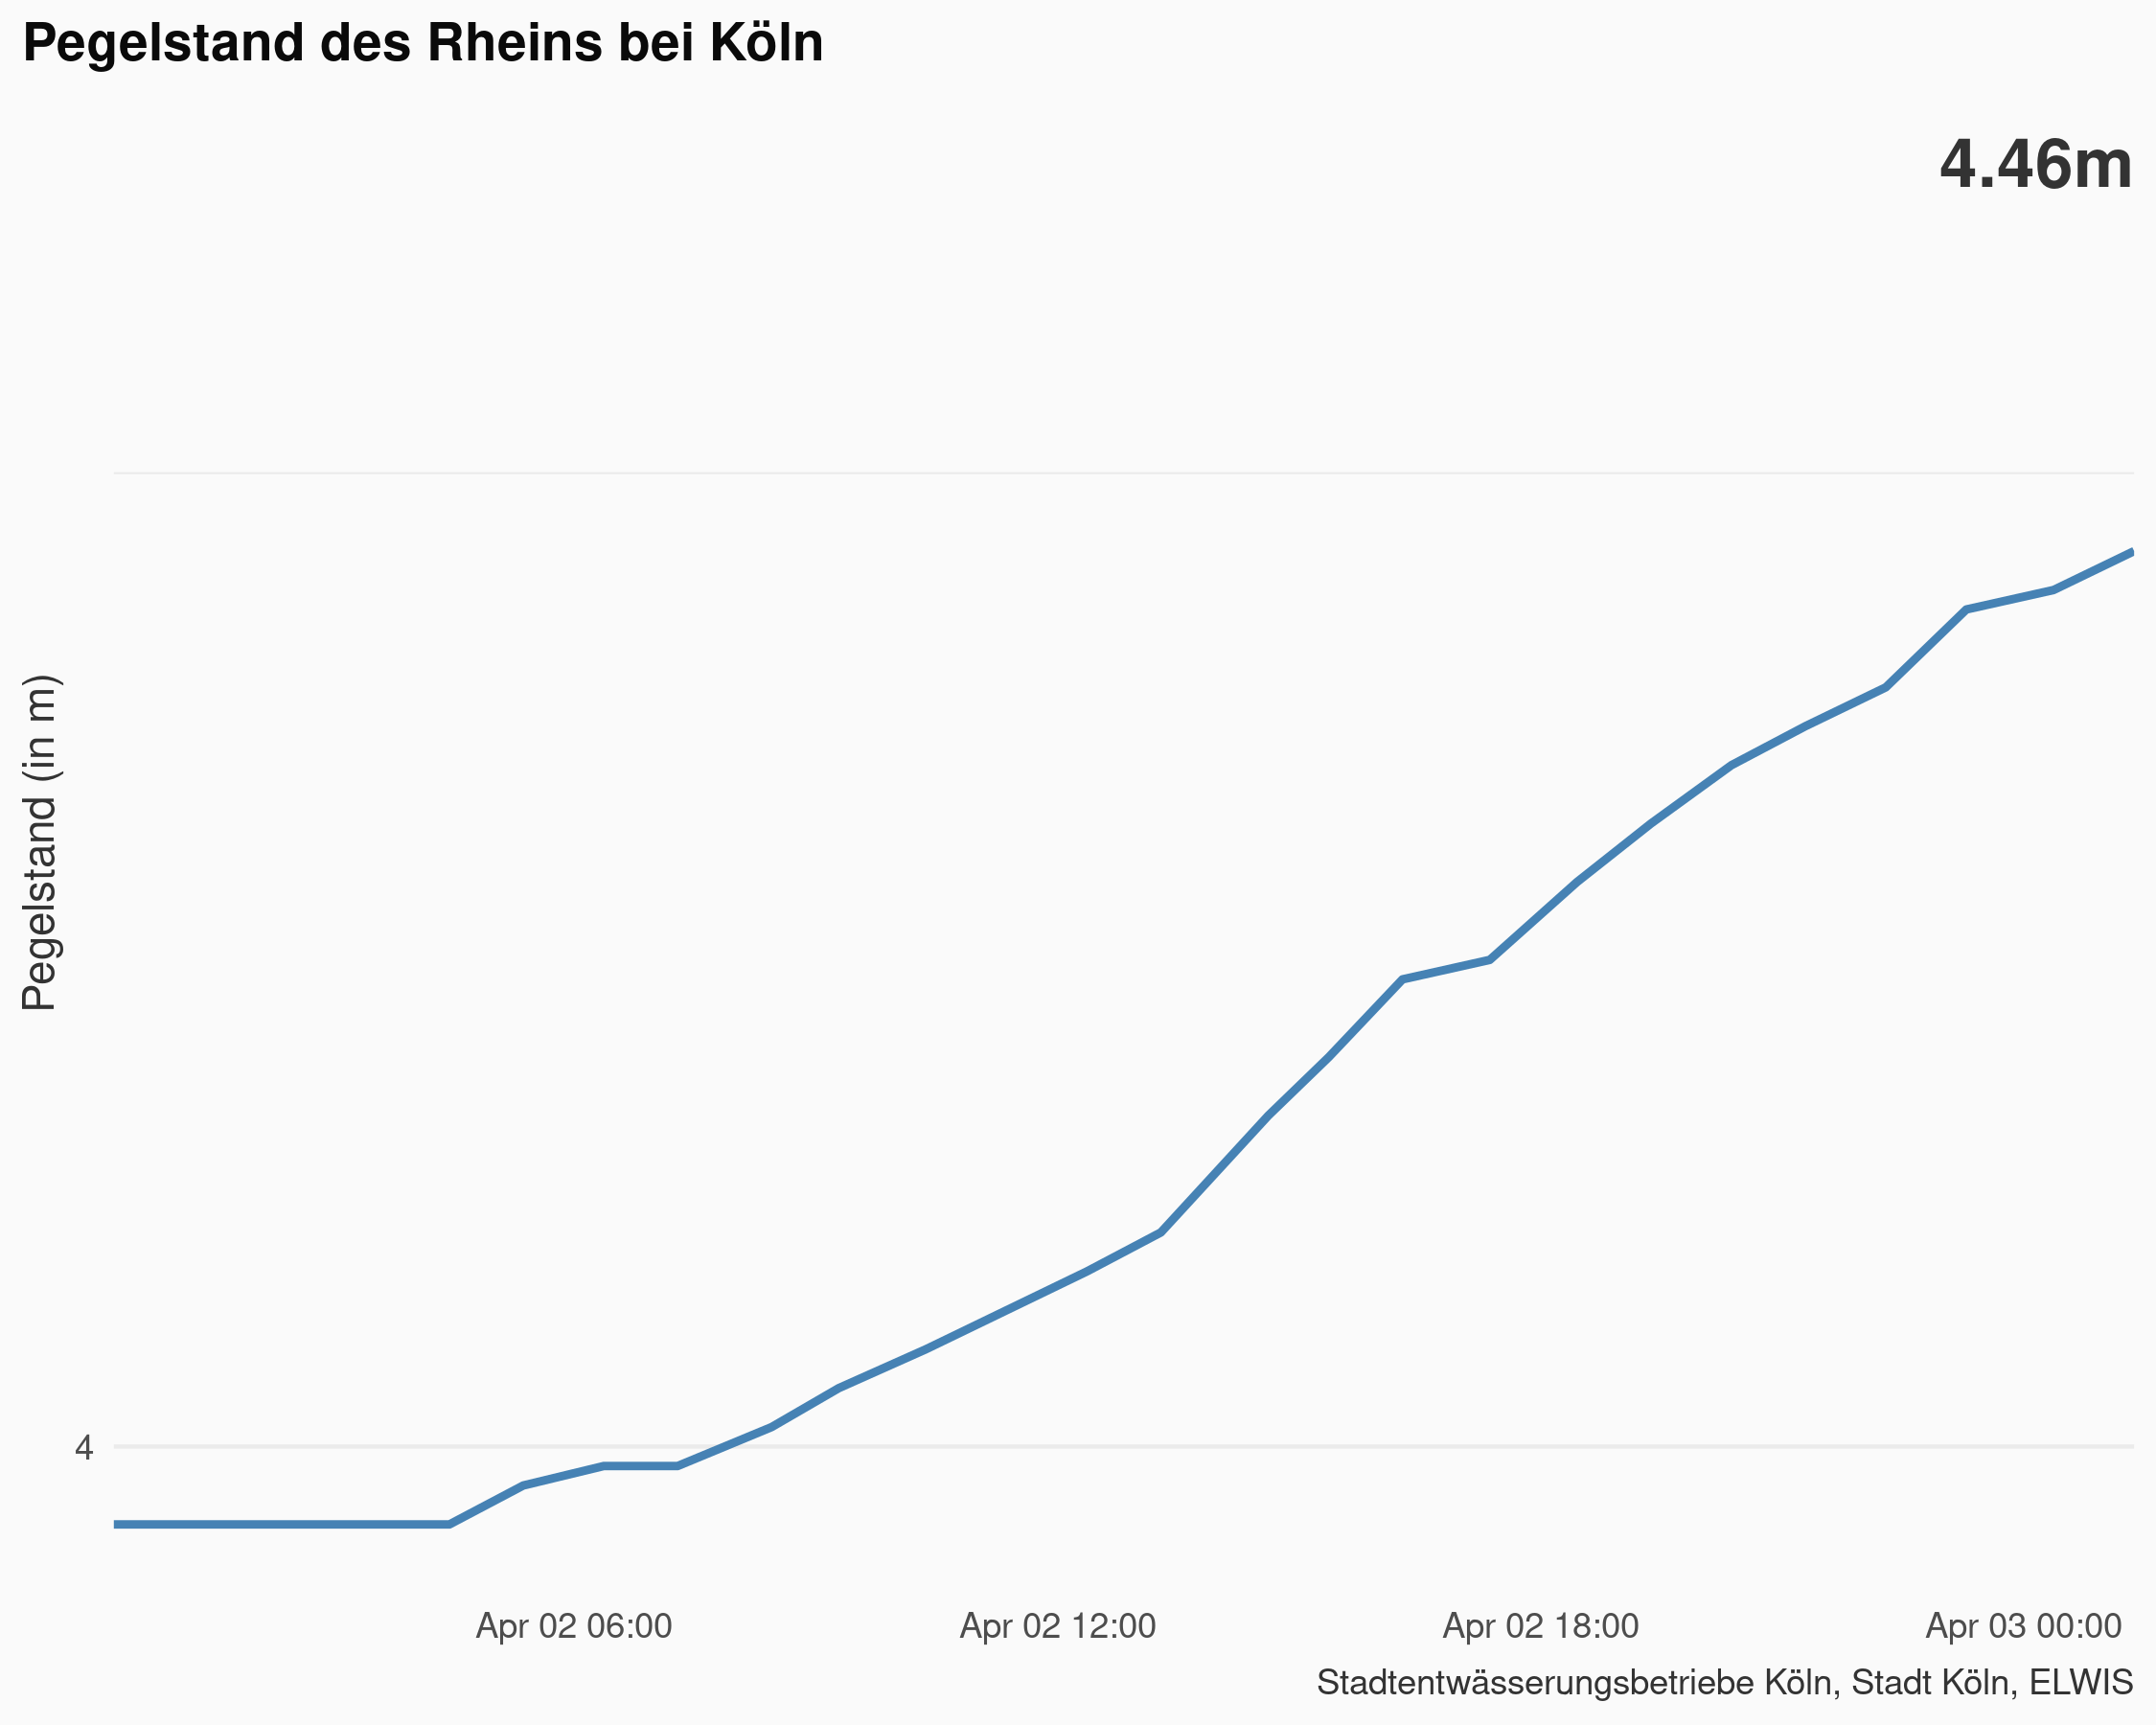 Pegelstand des Rheins bei Köln
4.46m
Pegelstand (in m)
4
Apr 02 06:00
Apr 02 12:00
Apr 02 18:00
Apr 03 00:00
Stadtentwässerungsbetriebe Köln, Stadt Köln, ELWIS